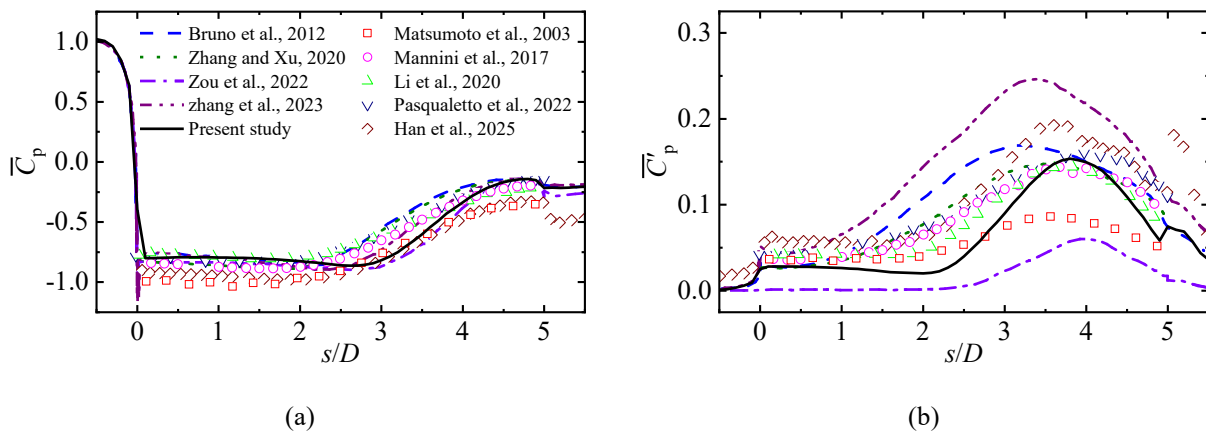 1.0
0.5
0.0
-0.5
-1.0
C̅p
0 1 2 3 4 5
s/D
Bruno et al., 2012
Zhang and Xu, 2020
Zou et al., 2022
zhang et al., 2023
Present study
Matsumoto et al., 2003
Mannini et al., 2017
Li et al., 2020
Pasqualetto et al., 2022
Han et al., 2025
(a)
0.3
0.2
0.1
0.0
C̅'p
0 1 2 3 4 5
s/D
(b)